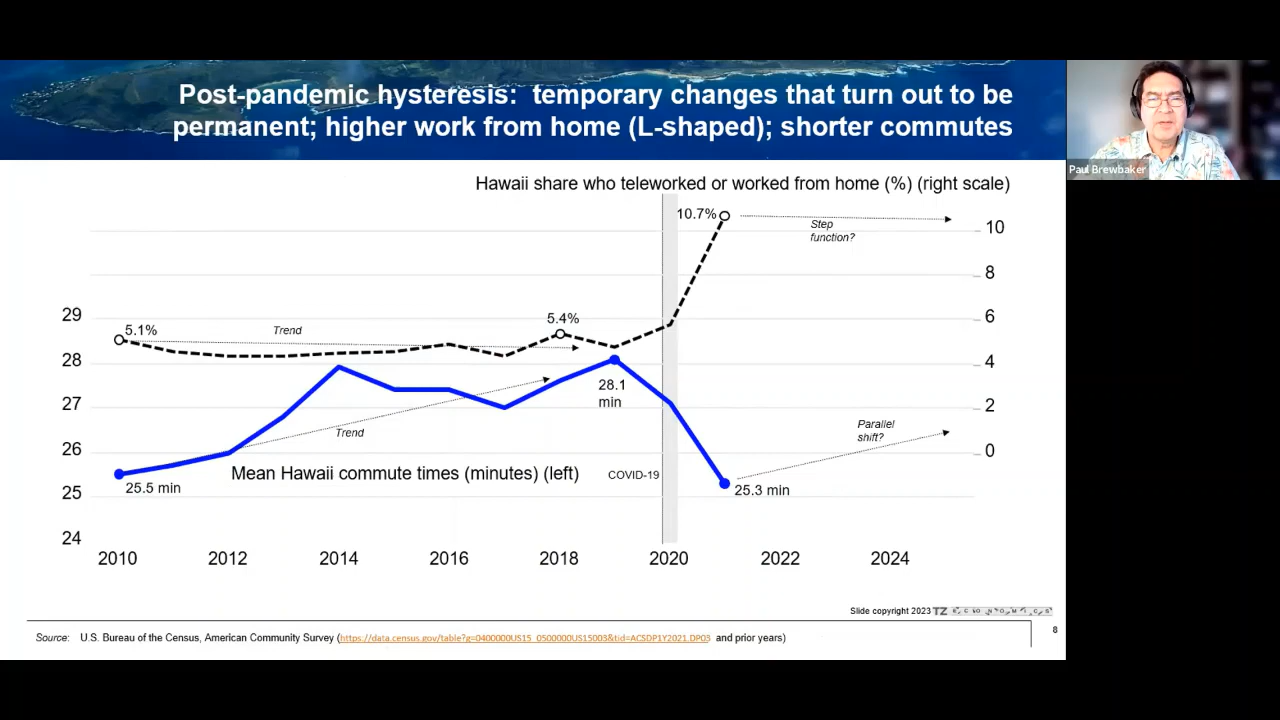 Post-pandemic hysteresis: temporary changes that turn out to be
permanent; higher work from home (L-shaped); shorter commutes
Paul Brewbaker
Hawaii share who teleworked or worked from home (%) (right scale)
10.7%
Step
function?
10
8
6
4
2
0
29
28
27
26
25
24
5.1%
Trend
5.4%
28.1
min
Trend
Parallel
shift?
Mean Hawaii commute times (minutes) (left)
COVID-19
25.5 min
25.3 min
2010
2012
2014
2016
2018
2020
2022
2024
Slide copyright 2023 TZ ECONOMICS
Source: U.S. Bureau of the Census, American Community Survey (https://data.census.gov/table?g=0400000US15_0500000US15003&tid=ACSDP1Y2021.DP03 and prior years)
8